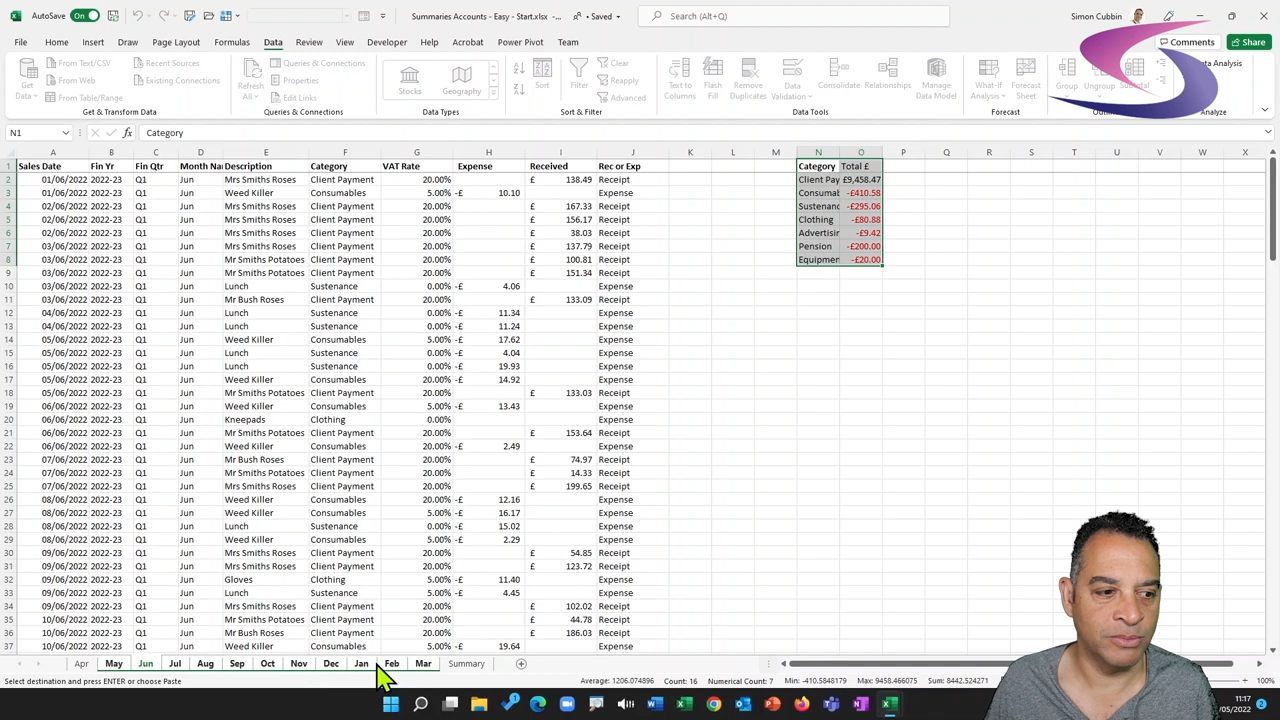 AutoSave On Summaries Accounts - Easy - Start.xlsx... • Saved Search (Alt+Q) Simon Cubbin
File Home Insert Draw Page Layout Formulas Data Review View Developer Help Acrobat Power Pivot Team Comments Share
From Text/CSV Recent Sources Queries & Connections Clear Data Analysis
Get Data From Web Existing Connections Refresh All Properties Stocks Geography Sort Filter Reapply Text to Columns Flash Fill Remove Duplicates Data Validation Consolidate Relationships Manage Data Model What-If Analysis Forecast Sheet Group Ungroup Subtotal
From Table/Range Edit Links Advanced
Get & Transform Data Queries & Connections Data Types Sort & Filter Data Tools Forecast Analyze
N1 fx Category
A B C D E F G H I J K L M N O P Q R S T U V W X
1 Sales Date Fin Yr Fin Qtr Month Nar Description Category VAT Rate Expense Received Rec or Exp Category Total £
2 01/06/2022 2022-23 Q1 Jun Mrs Smiths Roses Client Payment 20.00% £ 138.49 Receipt Client Pay £9,458.47
3 01/06/2022 2022-23 Q1 Jun Weed Killer Consumables 5.00% -£ 10.10 Expense Consumab -£410.58
4 02/06/2022 2022-23 Q1 Jun Mrs Smiths Roses Client Payment 20.00% £ 167.33 Receipt Sustenanc -£295.06
5 02/06/2022 2022-23 Q1 Jun Mrs Smiths Roses Client Payment 20.00% £ 156.17 Receipt Clothing -£80.88
6 02/06/2022 2022-23 Q1 Jun Mrs Smiths Roses Client Payment 20.00% £ 38.03 Receipt Advertisin -£9.42
7 03/06/2022 2022-23 Q1 Jun Mrs Smiths Roses Client Payment 20.00% £ 137.79 Receipt Pension -£200.00
8 03/06/2022 2022-23 Q1 Jun Mr Smiths Potatoes Client Payment 20.00% £ 100.81 Receipt Equipmen -£20.00
9 03/06/2022 2022-23 Q1 Jun Mr Smiths Potatoes Client Payment 20.00% £ 151.34 Receipt
10 03/06/2022 2022-23 Q1 Jun Lunch Sustenance 0.00% -£ 4.06 Expense
11 03/06/2022 2022-23 Q1 Jun Mr Bush Roses Client Payment 20.00% £ 133.09 Receipt
12 04/06/2022 2022-23 Q1 Jun Lunch Sustenance 0.00% -£ 11.34 Expense
13 04/06/2022 2022-23 Q1 Jun Lunch Sustenance 0.00% -£ 11.24 Expense
14 05/06/2022 2022-23 Q1 Jun Weed Killer Consumables 5.00% -£ 17.62 Expense
15 05/06/2022 2022-23 Q1 Jun Lunch Sustenance 0.00% -£ 4.04 Expense
16 05/06/2022 2022-23 Q1 Jun Lunch Sustenance 0.00% -£ 19.93 Expense
17 05/06/2022 2022-23 Q1 Jun Weed Killer Consumables 20.00% -£ 14.92 Expense
18 05/06/2022 2022-23 Q1 Jun Mr Smiths Potatoes Client Payment 20.00% £ 133.03 Receipt
19 06/06/2022 2022-23 Q1 Jun Weed Killer Consumables 5.00% -£ 13.43 Expense
20 06/06/2022 2022-23 Q1 Jun Kneepads Clothing 0.00% Expense
21 06/06/2022 2022-23 Q1 Jun Mr Smiths Potatoes Client Payment 20.00% £ 153.64 Receipt
22 06/06/2022 2022-23 Q1 Jun Weed Killer Consumables 5.00% -£ 2.49 Expense
23 07/06/2022 2022-23 Q1 Jun Mr Bush Roses Client Payment 20.00% £ 74.97 Receipt
24 07/06/2022 2022-23 Q1 Jun Mr Smiths Potatoes Client Payment 20.00% £ 14.33 Receipt
25 07/06/2022 2022-23 Q1 Jun Mrs Smiths Roses Client Payment 20.00% £ 199.65 Receipt
26 08/06/2022 2022-23 Q1 Jun Weed Killer Consumables 5.00% -£ 12.16 Expense
27 08/06/2022 2022-23 Q1 Jun Weed Killer Consumables 5.00% -£ 16.17 Expense
28 08/06/2022 2022-23 Q1 Jun Lunch Sustenance 0.00% -£ 15.02 Expense
29 08/06/2022 2022-23 Q1 Jun Weed Killer Consumables 5.00% -£ 2.29 Expense
30 09/06/2022 2022-23 Q1 Jun Mrs Smiths Roses Client Payment 20.00% £ 54.85 Receipt
31 09/06/2022 2022-23 Q1 Jun Mrs Smiths Roses Client Payment 20.00% £ 123.72 Receipt
32 09/06/2022 2022-23 Q1 Jun Gloves Clothing 5.00% -£ 11.40 Expense
33 09/06/2022 2022-23 Q1 Jun Lunch Sustenance 5.00% -£ 4.45 Expense
34 09/06/2022 2022-23 Q1 Jun Mrs Smiths Roses Client Payment 20.00% £ 102.02 Receipt
35 10/06/2022 2022-23 Q1 Jun Mr Smiths Potatoes Client Payment 20.00% £ 44.78 Receipt
36 10/06/2022 2022-23 Q1 Jun Mr Bush Roses Client Payment 20.00% £ 186.03 Receipt
37 10/06/2022 2022-23 Q1 Jun Weed Killer Consumables 5.00% -£ 19.64 Expense
Apr May Jun Jul Aug Sep Oct Nov Dec Jan Feb Mar Summary
Select destination and press ENTER or choose Paste Average: 1206.074896 Count: 16 Numerical Count: 7 Min: -410.5848179 Max: 9458.466075 Sum: 8442.524271 100%
11:17
/05/2022